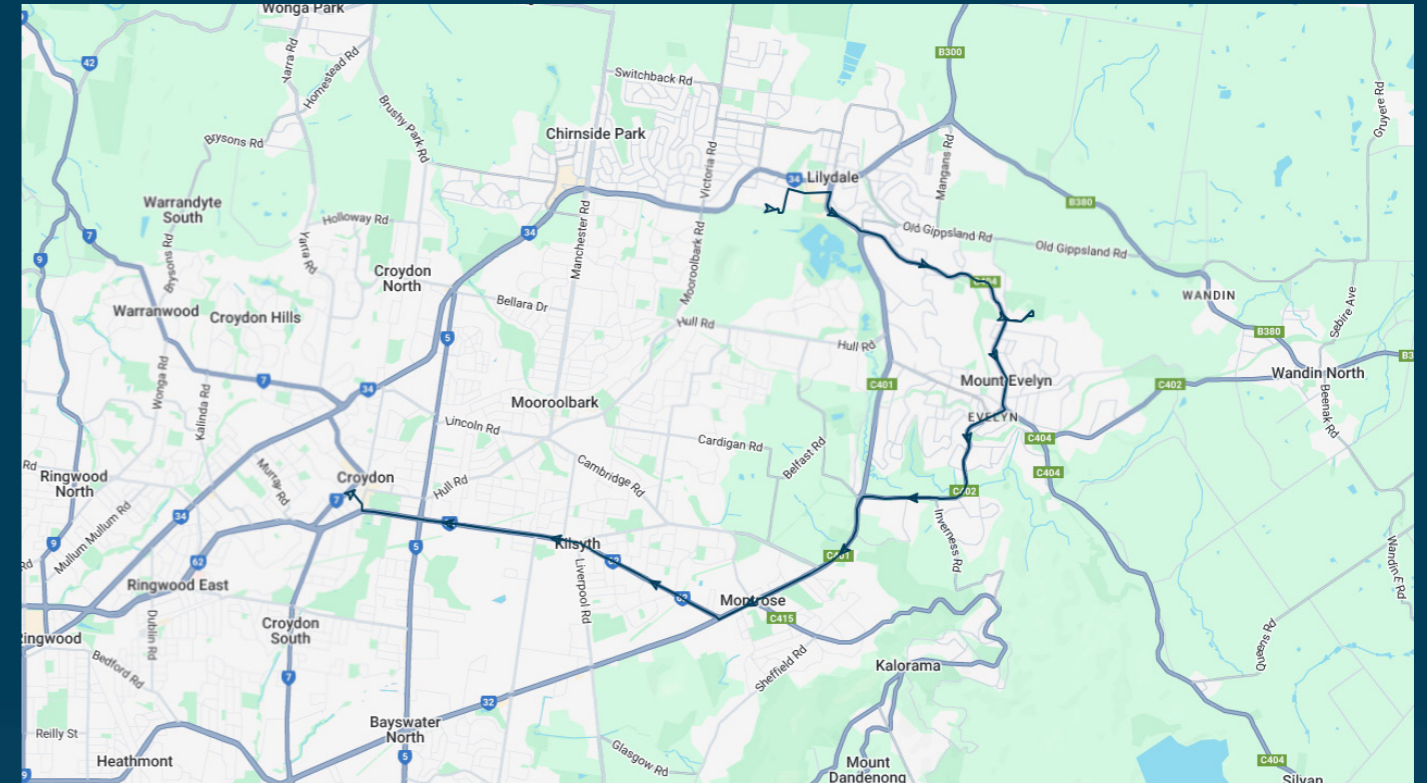 Wonga Park
42
Yarra Rd
Homestead Rd
Brushy Park Rd
Brysons Rd
Switchback Rd
B300
Gruyere Rd
Chirnside Park
Victoria Rd
Mangans Rd
34
Lilydale
Warrandyte
South
Holloway Rd
B380
7
34
Manchester Rd
Old Gippsland Rd
Old Gippsland Rd
Brysons Rd
Yarra Rd
Mooroolbark Rd
9
Croydon
North
C404
WANDIN
Bellara Dr
Sebire Ave
Warranwood
Croydon Hills
Hull Rd
B380
5
Hull Rd
Wandin North
7
34
Mount Evelyn
C401
C402
Wonga Rd
Kalinda Rd
Mooroolbark
EVELYN
Beenak Rd
Lincoln Rd
Cardigan Rd
C404
Belfast Rd
Rd
Ringwood
North
Murray Rd
Croydon
Hull Rd
Cambridge Rd
C404
7
C402
34
Mullum Mullum Rd
Inverness Rd
9
5
Kilsyth
C401
62
Liverpool Rd
Wandin E Rd
Rd
Ringwood East
Montrose
C415
Dublin Rd
Croydon
South
Ringwood
Queens Rd
Bedford Rd
Sheffield Rd
Kalorama
7
32
Reilly St
Bayswater
North
Glasgow Rd
5
Heathmont
Mount
Dandenong
C404
9
Silvan